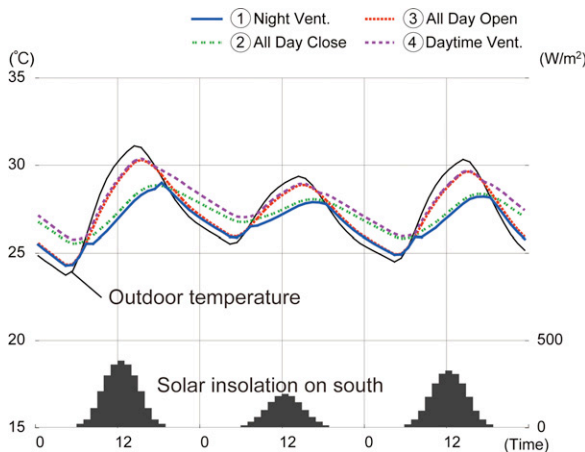 ① Night Vent. ③ All Day Open
② All Day Close ④ Daytime Vent.
(℃) (W/m²)
35
30
25
Outdoor temperature
20 500
Solar insolation on south
15 0
0 12 0 12 0 12 (Time)